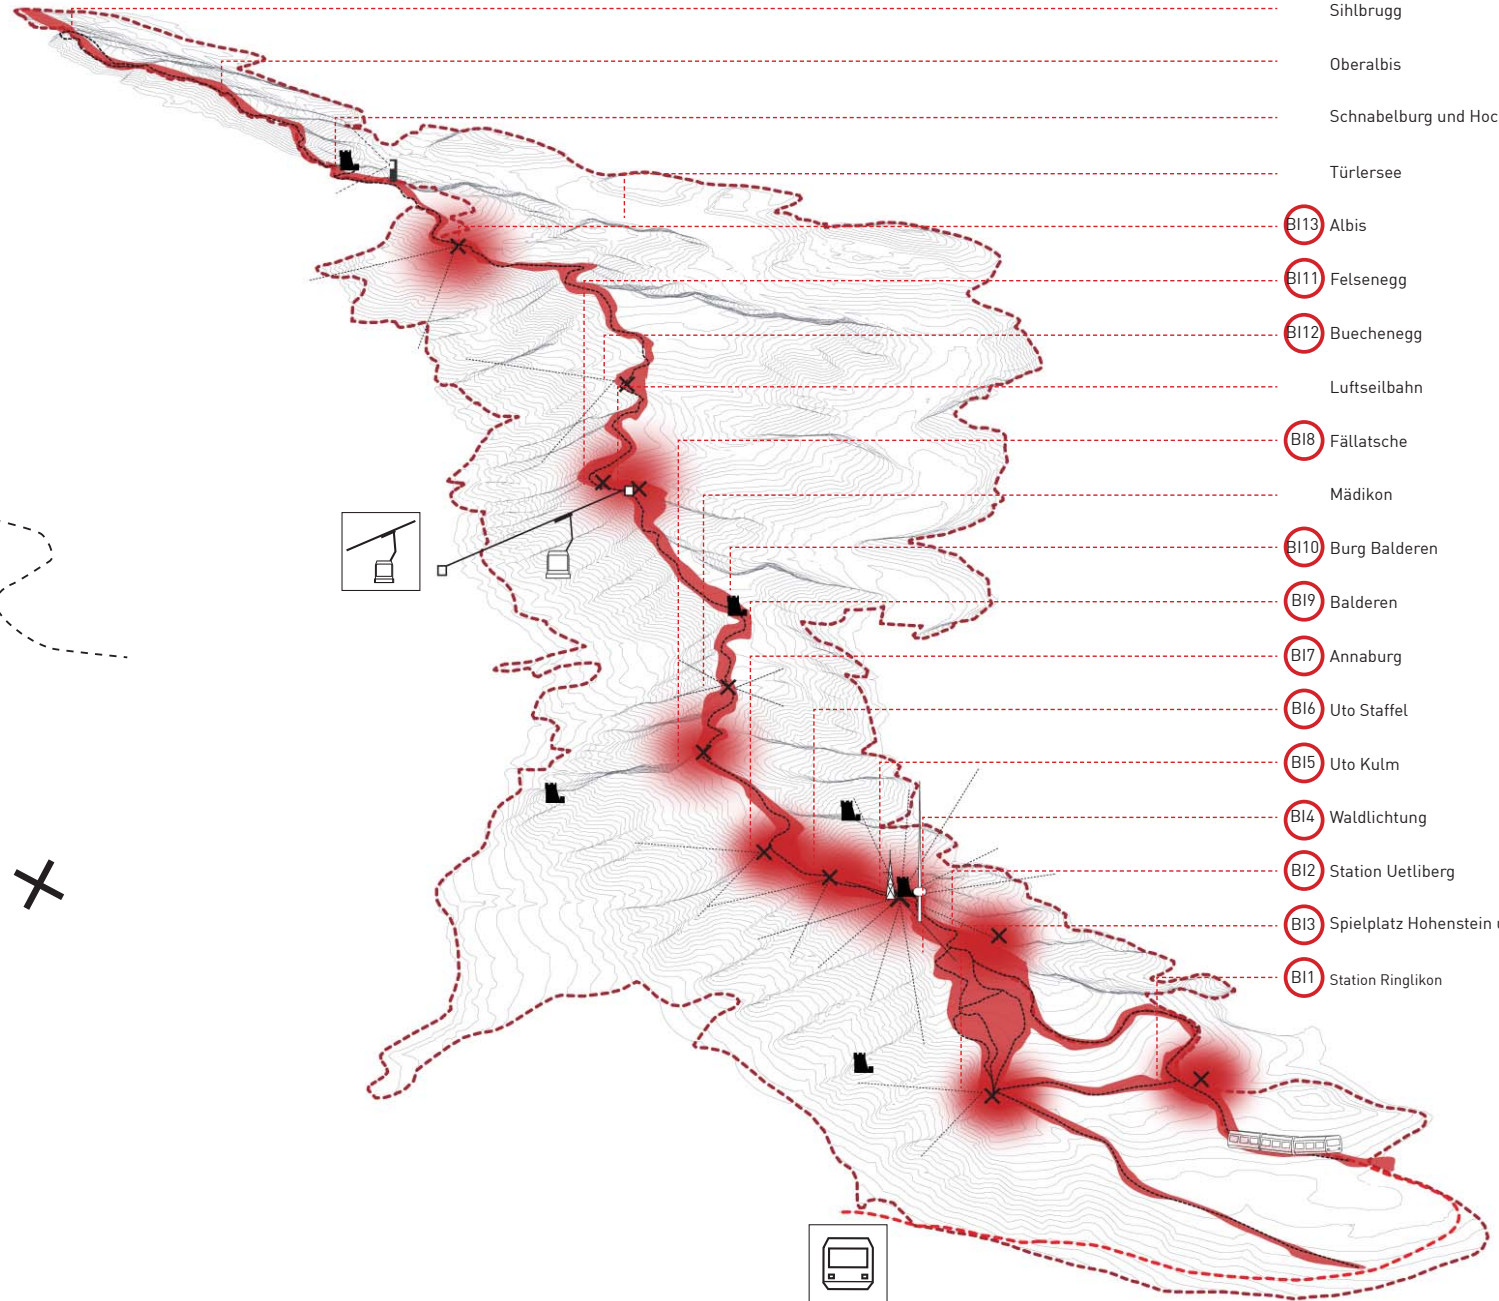 Sihlbrugg
Oberalbis
Schnabelburg und Hoc
Türlersee
BI13 Albis
BI11 Felsenegg
BI12 Buechenegg
Luftseilbahn
BI8 Fällatsche
Mädikon
BI10 Burg Balderen
BI9 Balderen
BI7 Annaburg
BI6 Uto Staffel
BI5 Uto Kulm
BI4 Waldlichtung
BI2 Station Uetliberg
BI3 Spielplatz Hohenstein
BI1 Station Ringlikon